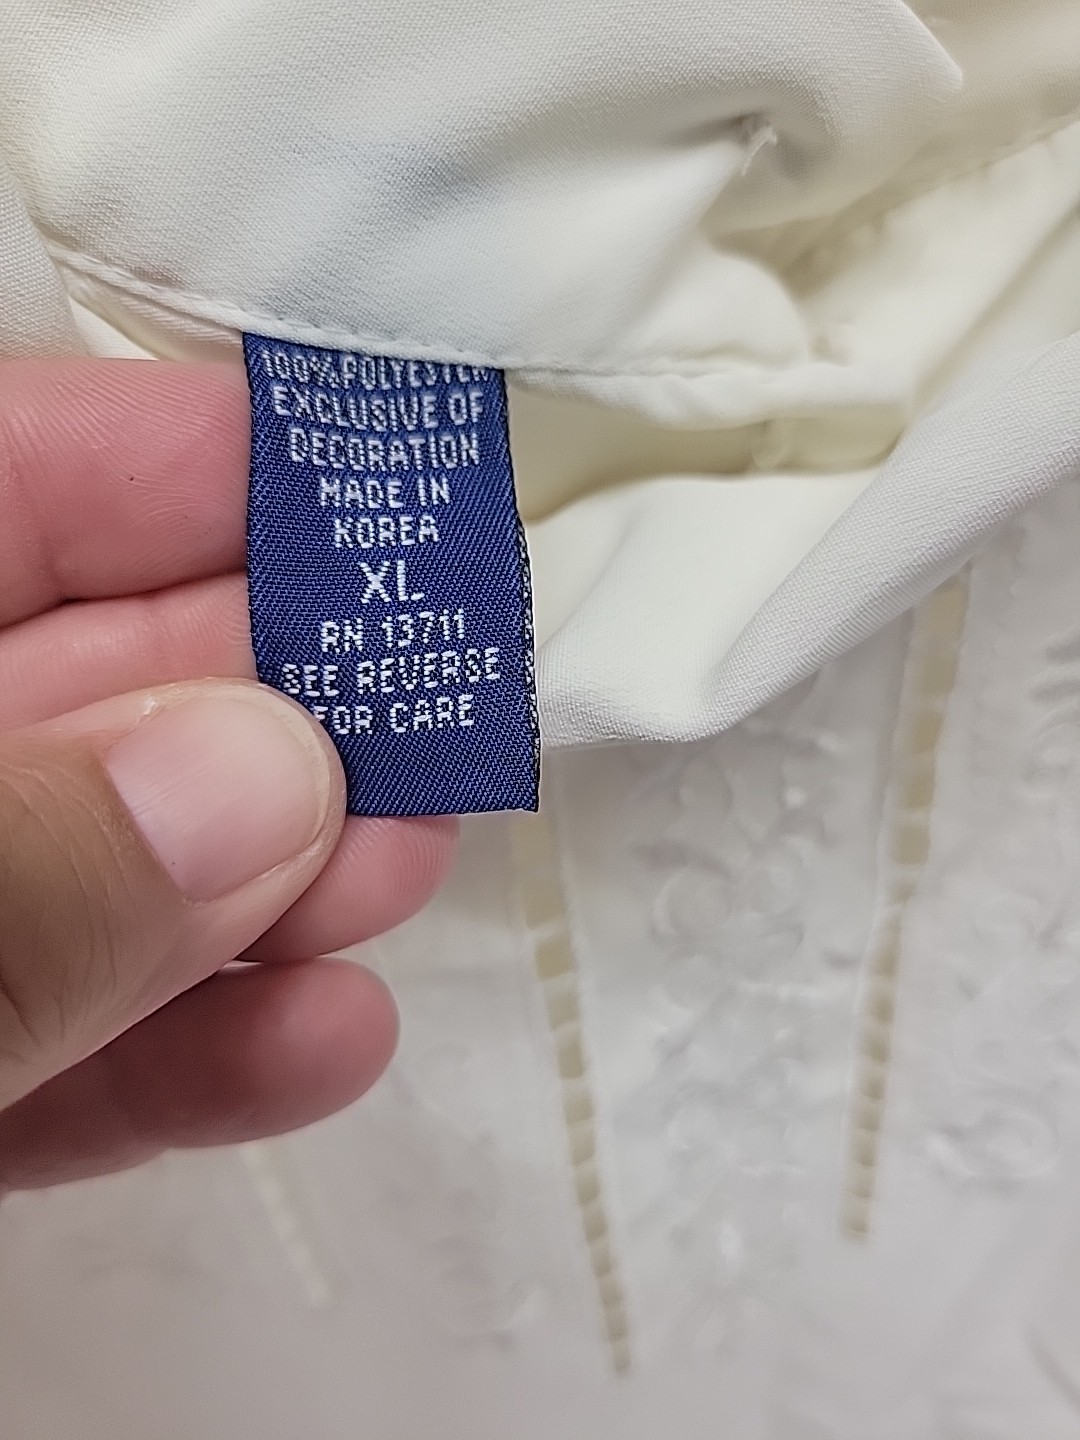 100% POLYESTER
EXCLUSIVE OF
DECORATION
MADE IN
KOREA
XL
RN 13711
SEE REVERSE
FOR CARE